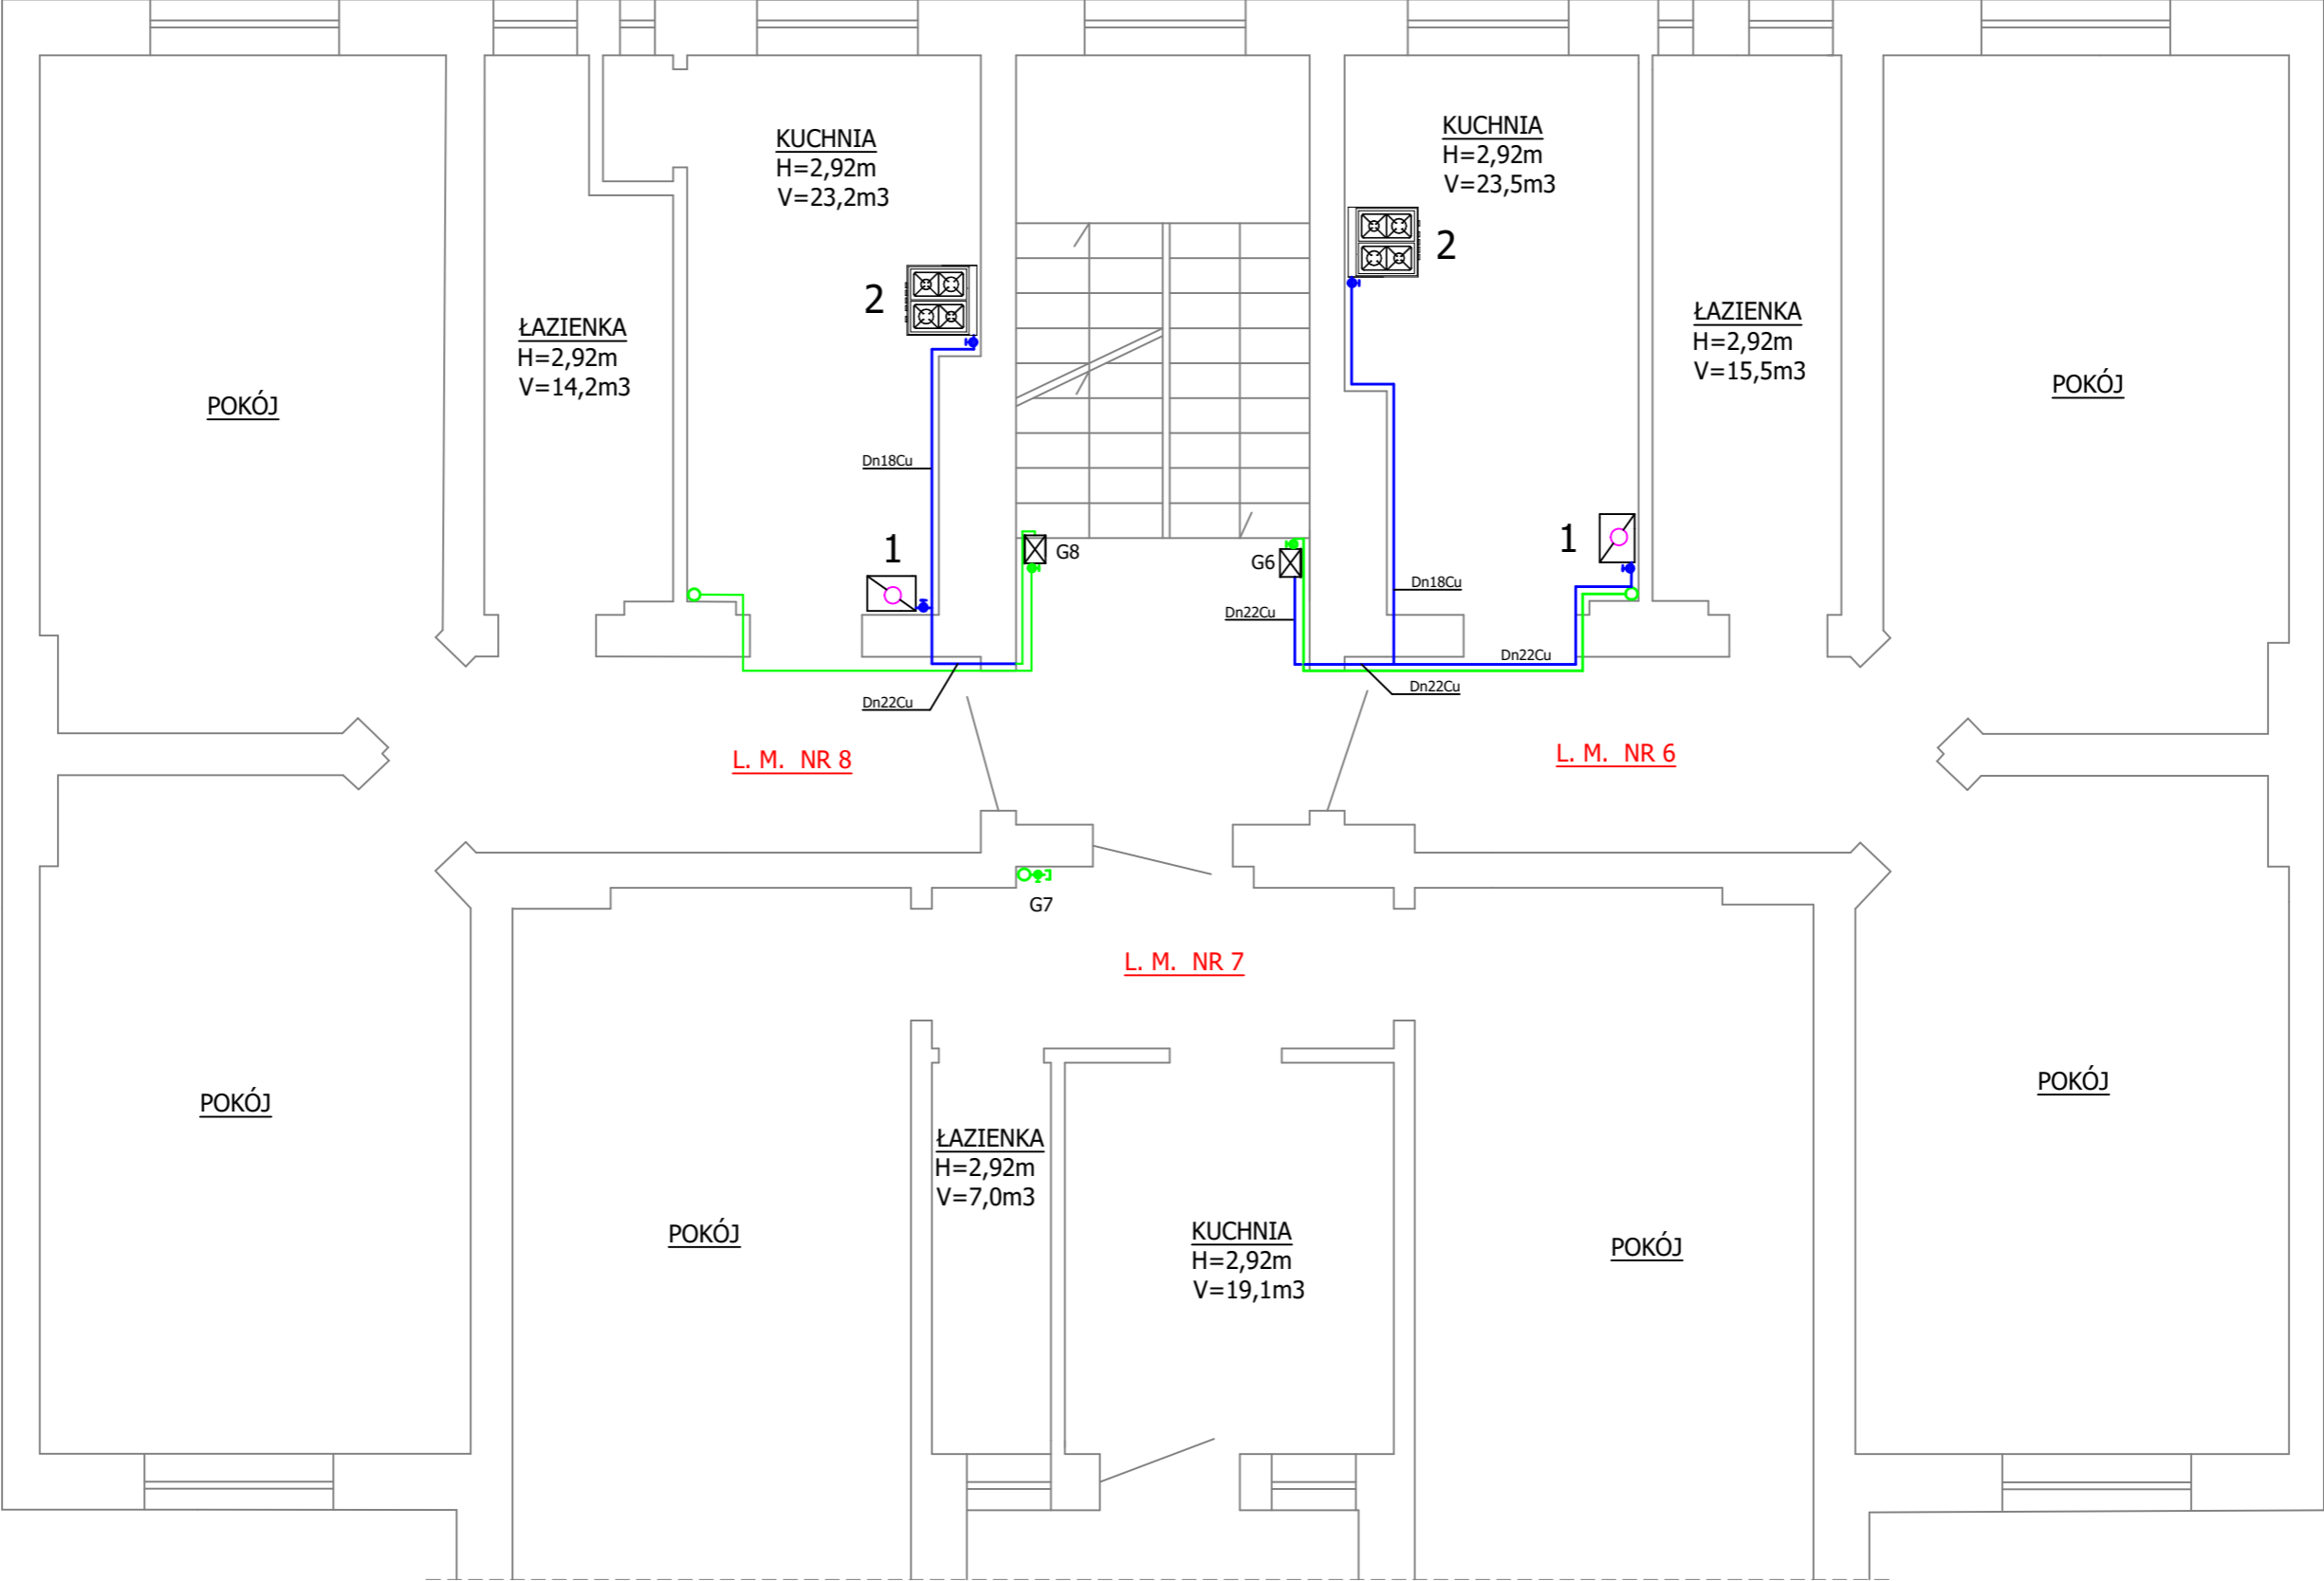 KUCHNIA
H=2,92m
V=23,2m3
KUCHNIA
H=2,92m
V=23,5m3
2
2
ŁAZIENKA
H=2,92m
V=14,2m3
ŁAZIENKA
H=2,92m
V=15,5m3
POKÓJ
POKÓJ
Dn18Cu
1
G8
G6
1
Dn18Cu
Dn22Cu
Dn22Cu
Dn22Cu
Dn22Cu
L. M. NR 8
L. M. NR 6
G7
L. M. NR 7
POKÓJ
POKÓJ
ŁAZIENKA
H=2,92m
V=7,0m3
POKÓJ
KUCHNIA
H=2,92m
V=19,1m3
POKÓJ